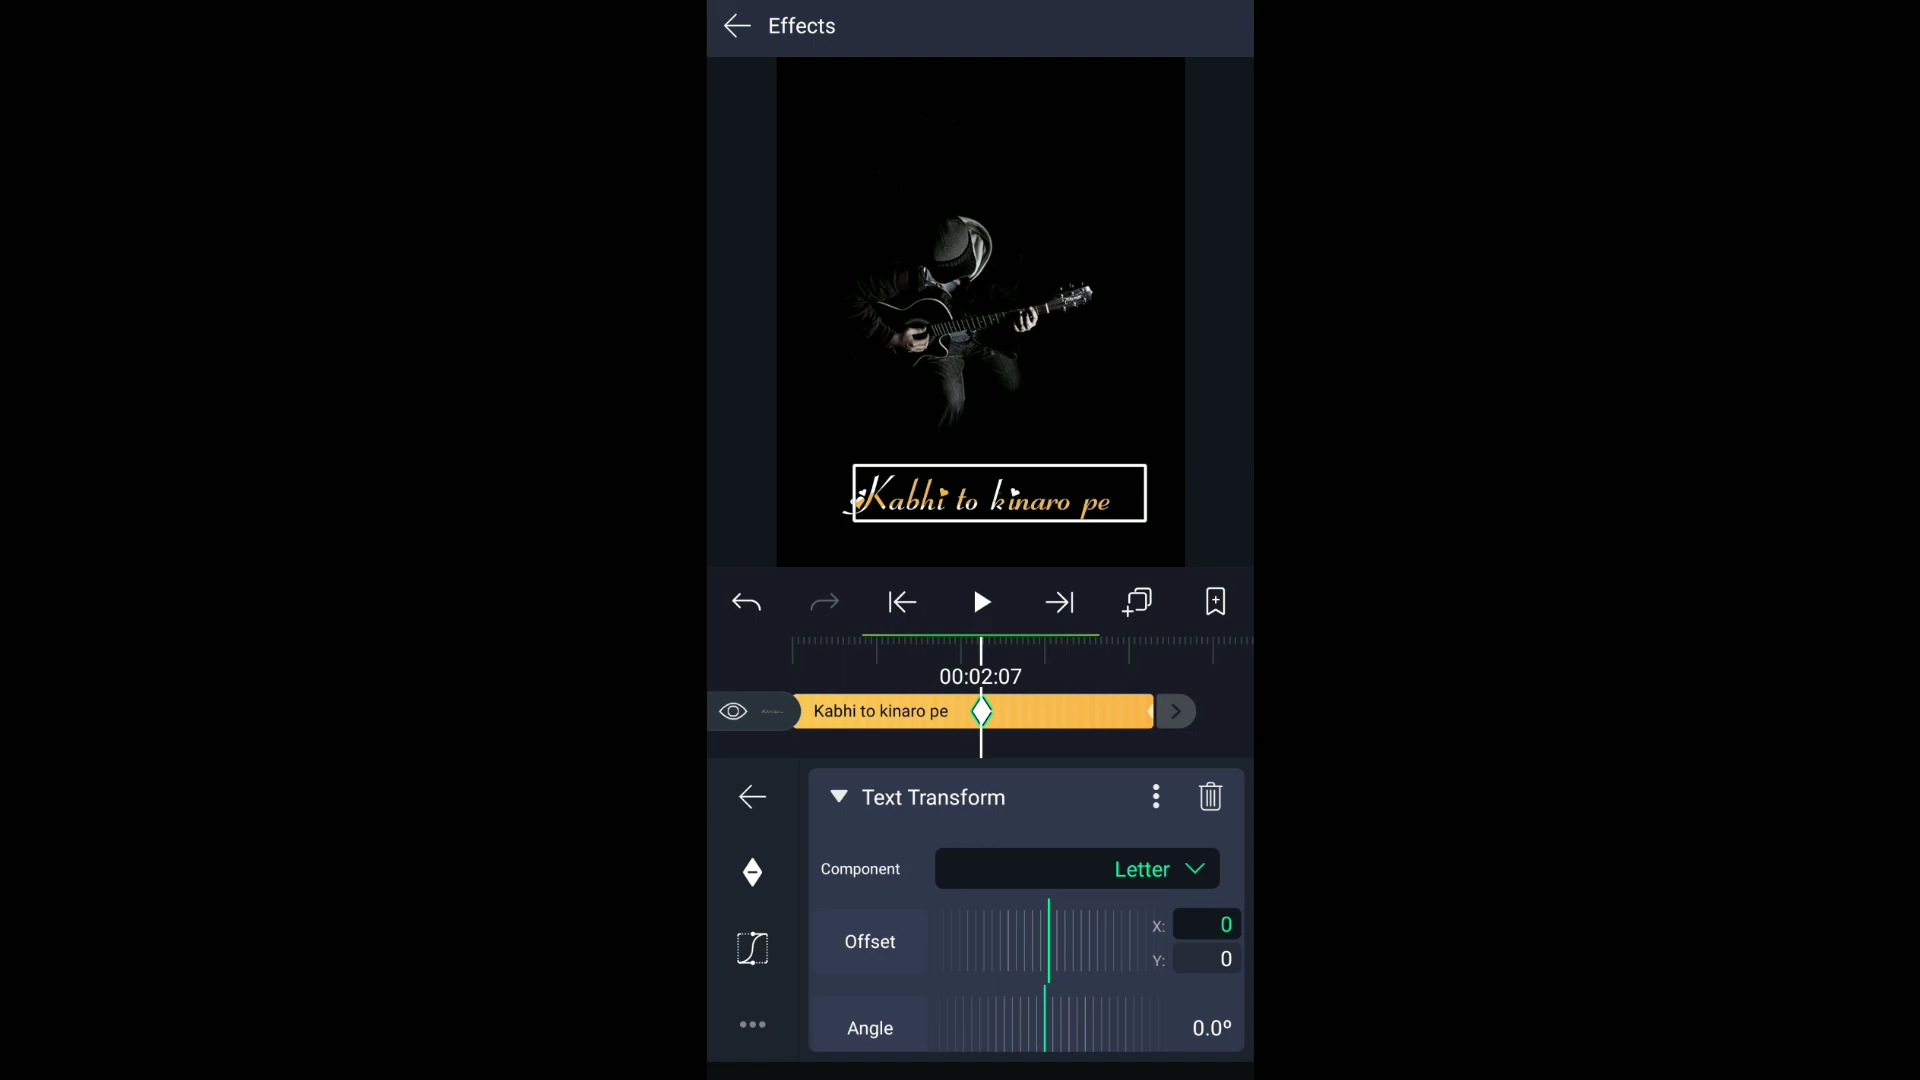 Effects
Kabhi to kinaro pe
00:02:07
Kabhi to kinaro pe
Text Transform
Component
Letter
Offset
X: 0
Y: 0
Angle
0.0º